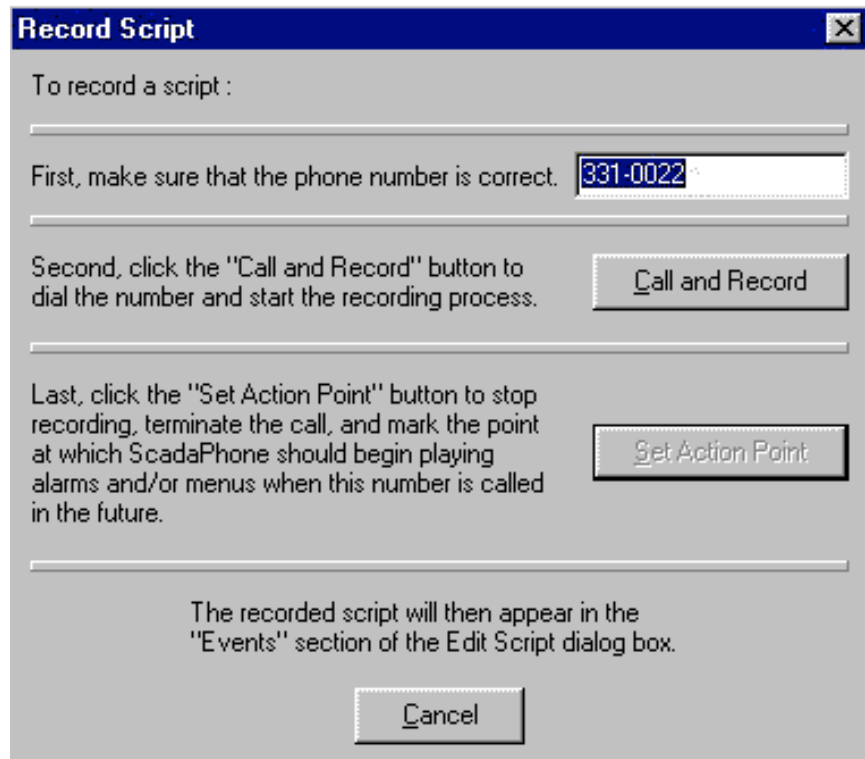 Record Script
To record a script :
First, make sure that the phone number is correct. 331-0022
Second, click the "Call and Record" button to
dial the number and start the recording process.
Call and Record
Last, click the "Set Action Point" button to stop
recording, terminate the call, and mark the point
at which ScadaPhone should begin playing
alarms and/or menus when this number is called
in the future.
Set Action Point
The recorded script will then appear in the
"Events" section of the Edit Script dialog box.
Cancel